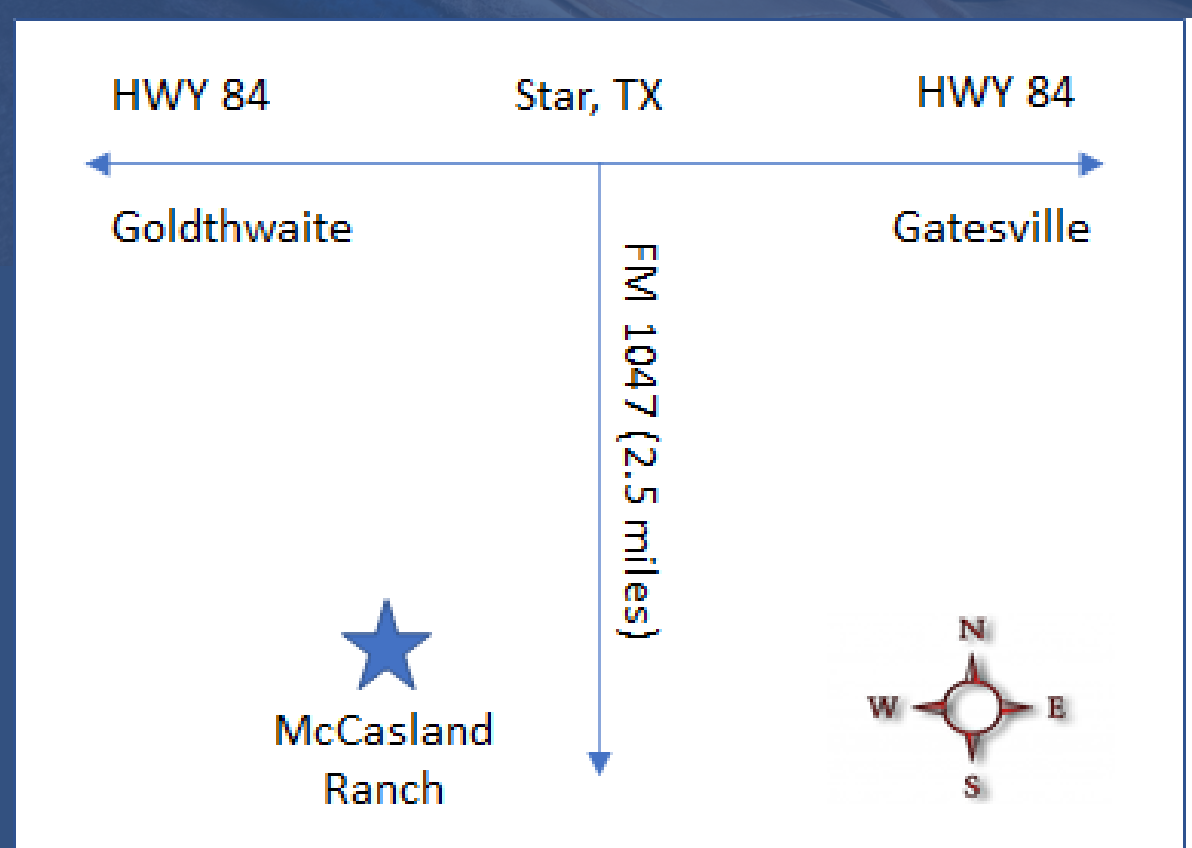 HWY 84
Star, TX
HWY 84
Goldthwaite
Gatesville
FM 1047 (2.5 miles)
McCasland
Ranch
N
W
E
S